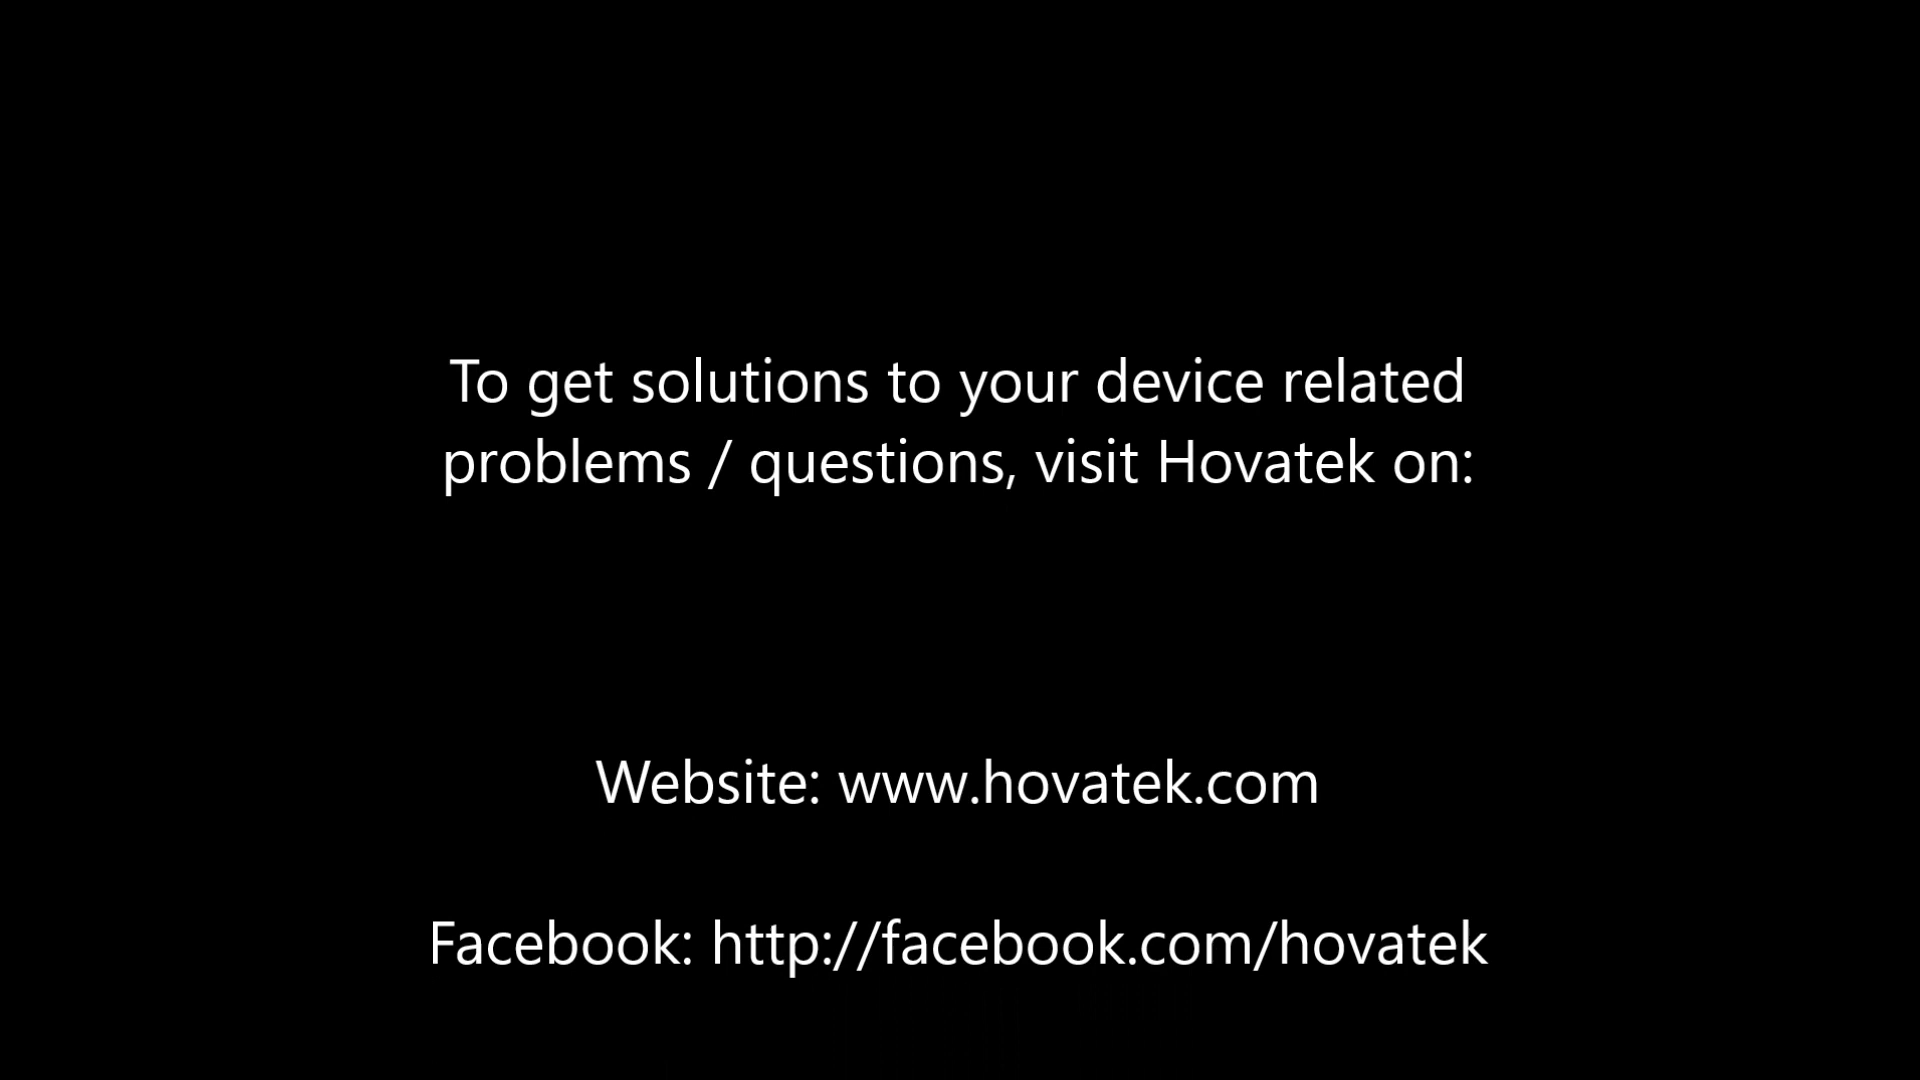 To get solutions to your device related
problems / questions, visit Hovatek on:
Website: www.hovatek.com
Facebook: http://facebook.com/hovatek